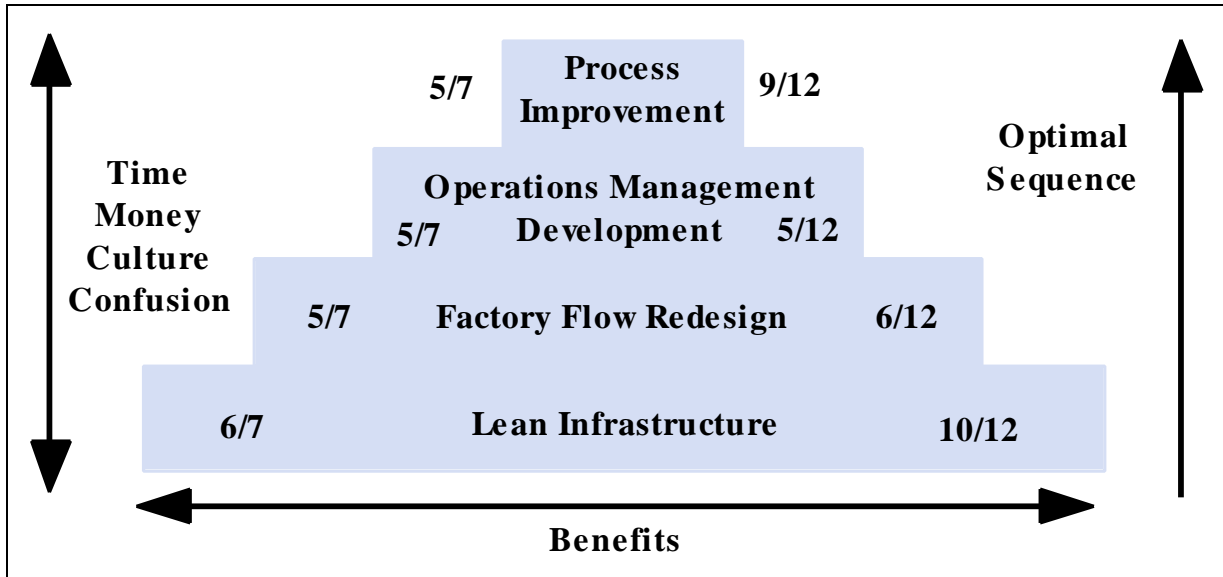 5/7
Process
Improvement
9/12
Time
Money
Culture
Confusion
Optimal
Sequence
Operations Management
5/7
Development
5/12
5/7
Factory Flow Redesign
6/12
6/7
Lean Infrastructure
10/12
Benefits